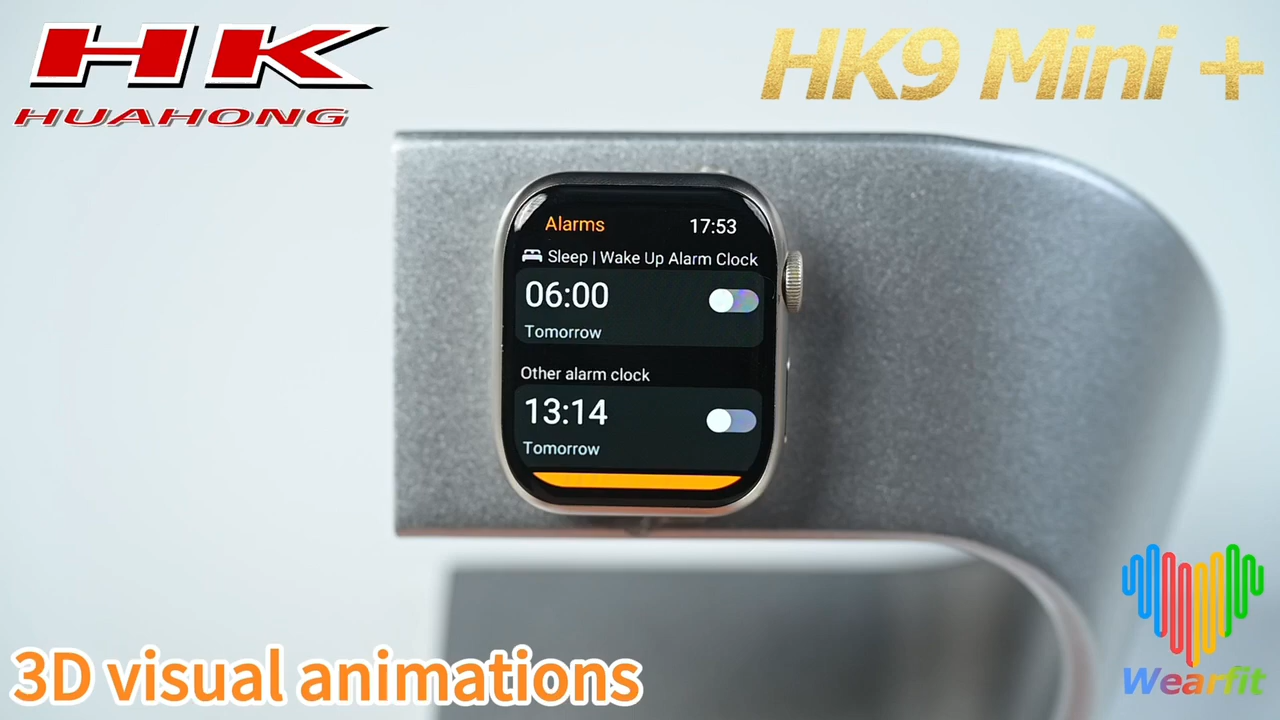 HK
HUAHONG
HK9 Mini +
Alarms 17:53
Sleep | Wake Up Alarm Clock
06:00
Tomorrow
Other alarm clock
13:14
Tomorrow
3D visual animations
Wearfit